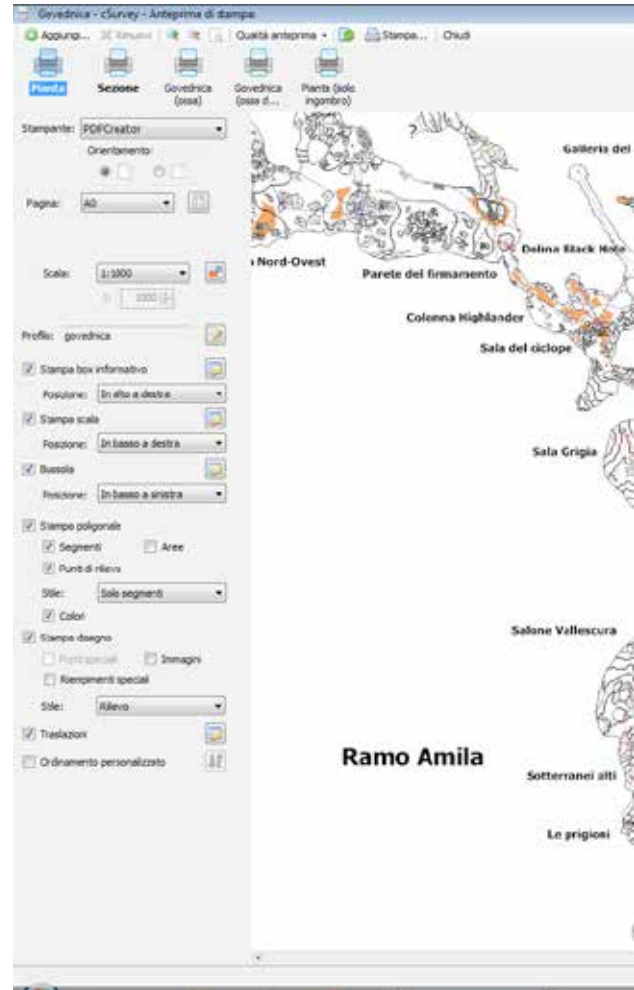 Govednica - cSurvey - Anteprima di stampa
Aggiungi... Rimuovi Qualità anteprima Stampa... Chiudi
Pianta Sezione Govednica (ossa) Govednica (ossa d... Pianta (solo ingombro)
Stampante: PDFCreator
Orientamento:
Pagina: A0
Scala: 1:1000
1: 1000
Profilo: govednica
Stampa box informativo
Posizione: In alto a destra
Stampa scala
Posizione: In basso a destra
Bussola
Posizione: In basso a sinistra
Stampa poligonale
Segmenti Aree
Punti di rilievo
Stile: Solo segmenti
Colori
Stampa disegno
Punti speciali Immagini
Riempimenti speciali
Stile: Rilievo
Traslazioni
Ordinamento personalizzato
?
Galleria del
Nord-Ovest
Dolina Black Hole
Parete del firmamento
Colonna Highlander
Sala del ciclope
Sala Grigia
Salone Vallescura
Ramo Amila
Sotterranei alti
Le prigioni